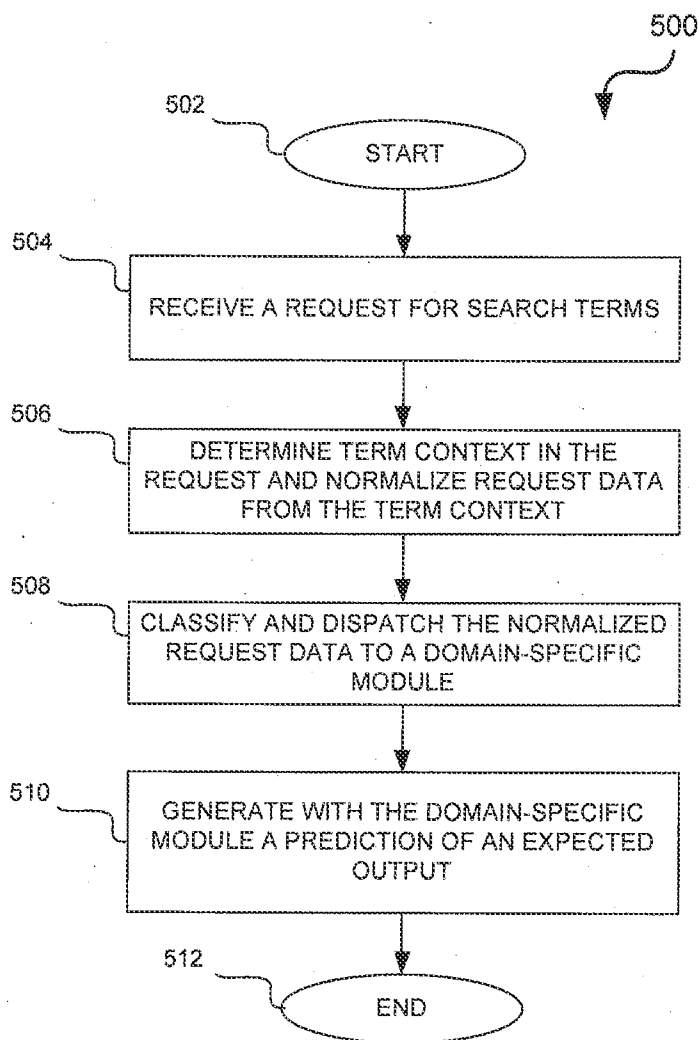 500
502
START
504
RECEIVE A REQUEST FOR SEARCH TERMS
506
DETERMINE TERM CONTEXT IN THE
REQUEST AND NORMALIZE REQUEST DATA
FROM THE TERM CONTEXT
508
CLASSIFY AND DISPATCH THE NORMALIZED
REQUEST DATA TO A DOMAIN-SPECIFIC
MODULE
510
GENERATE WITH THE DOMAIN-SPECIFIC
MODULE A PREDICTION OF AN EXPECTED
OUTPUT
512
END